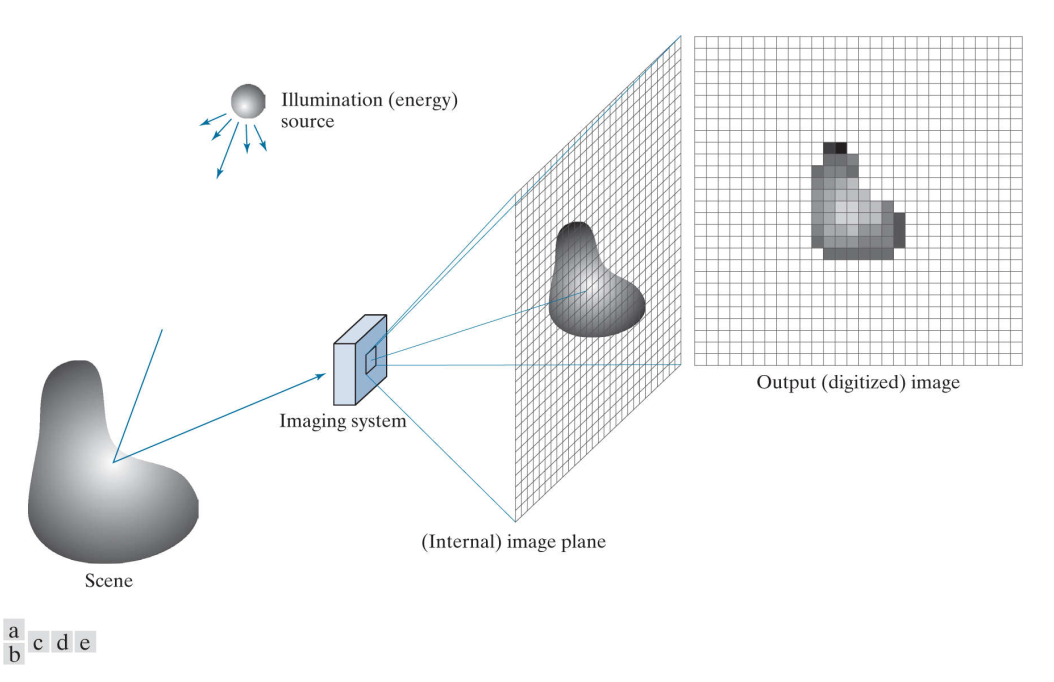 Illumination (energy)
source
Output (digitized) image
Imaging system
(Internal) image plane
Scene
a
b c d e